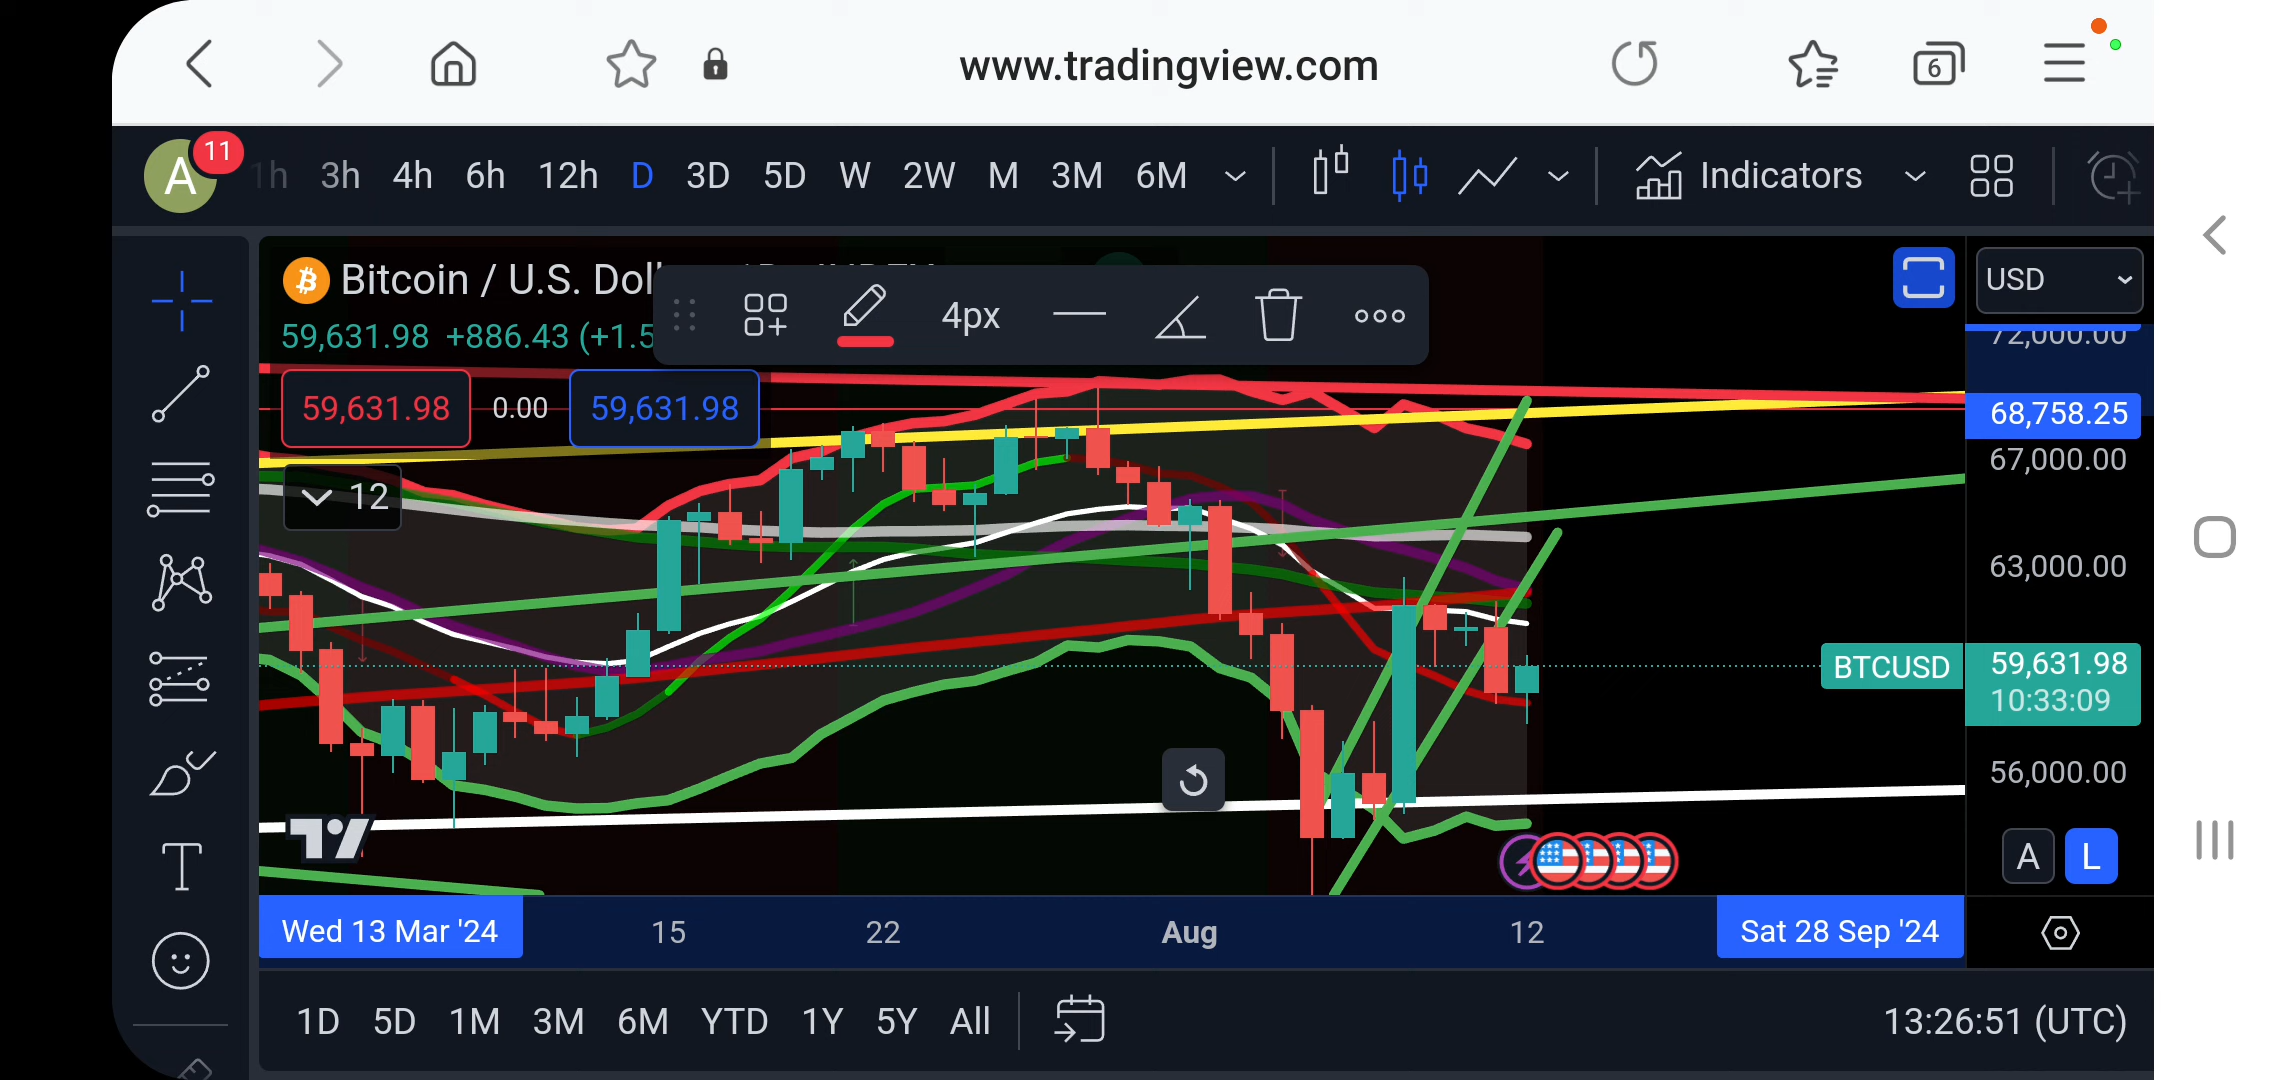 www.tradingview.com
6
A
11
1h 3h 4h 6h 12h D 3D 5D W 2W M 3M 6M
Indicators
Bitcoin / U.S. Dol
4px
USD
59,631.98 +886.43 (+1.5
72,000.00
59,631.98 0.00 59,631.98
68,758.25
67,000.00
12
63,000.00
BTCUSD 59,631.98
10:33:09
56,000.00
A L
Wed 13 Mar '24 15 22 Aug 12 Sat 28 Sep '24
1D 5D 1M 3M 6M YTD 1Y 5Y All
13:26:51 (UTC)